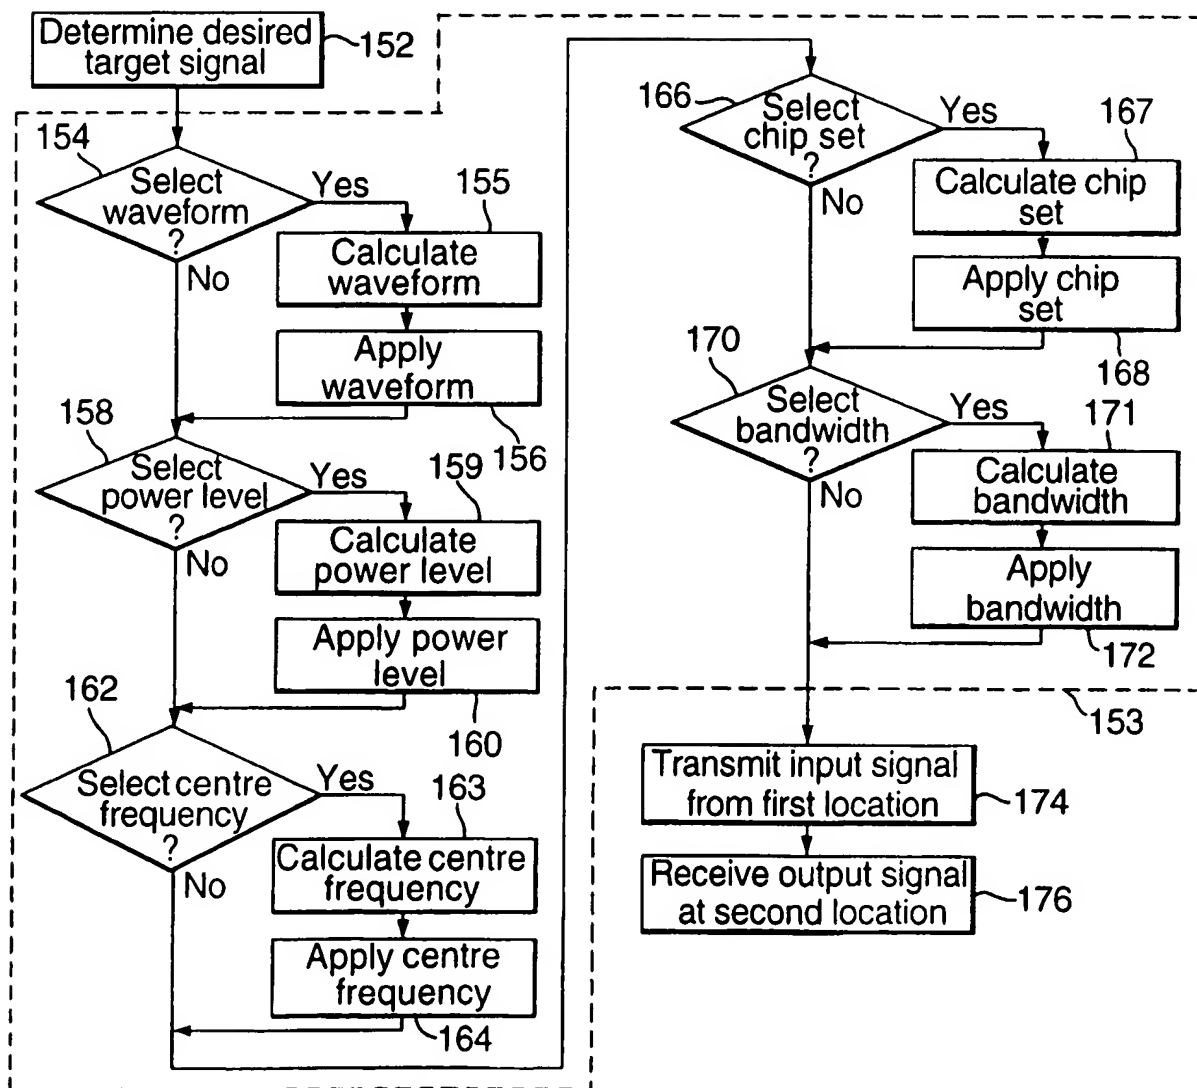 Determine desired
target signal
152
154
Select
waveform
?
Yes
No
155
Calculate
waveform
Apply
waveform
156
158
Select
power level
?
Yes
No
159
Calculate
power level
Apply power
level
160
162
Select centre
frequency
?
Yes
No
163
Calculate centre
frequency
Apply centre
frequency
164
166
Select
chip set
?
Yes
No
167
Calculate chip
set
Apply chip
set
168
170
Select
bandwidth
?
Yes
No
171
Calculate
bandwidth
Apply
bandwidth
172
153
Transmit input signal
from first location
174
Receive output signal
at second location
176